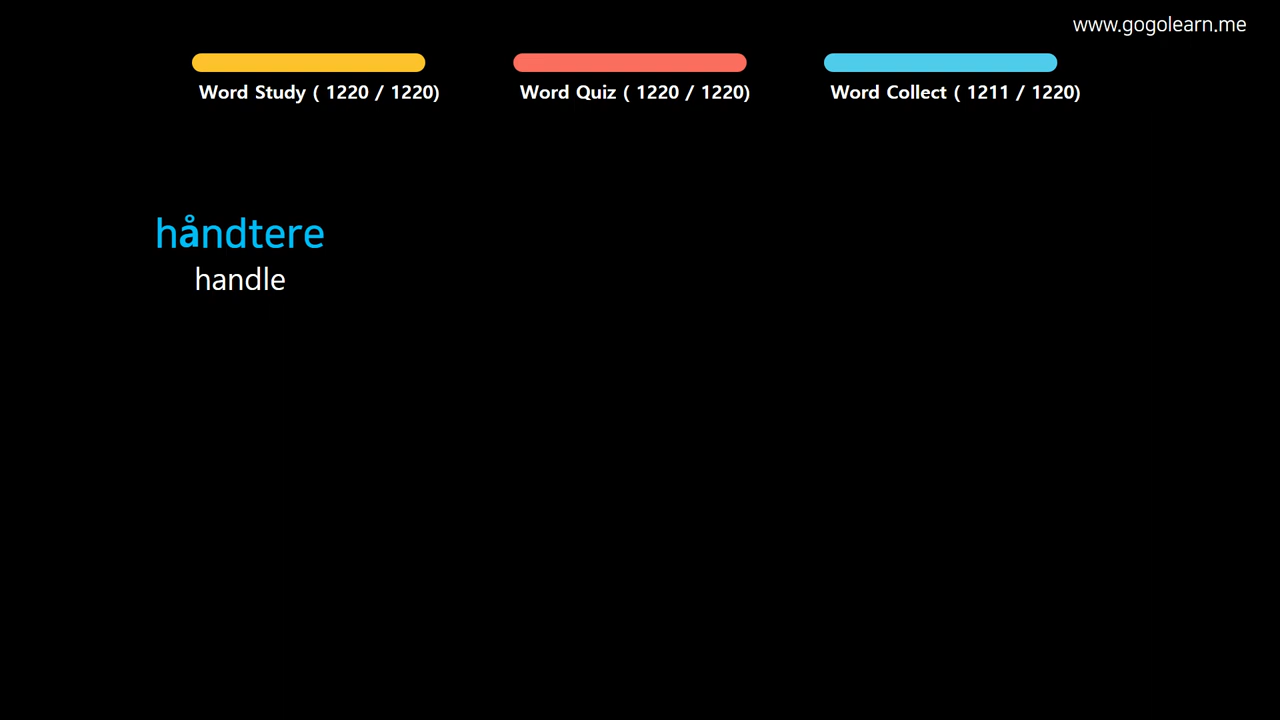 www.gogolearn.me
Word Study ( 1220 / 1220)
Word Quiz ( 1220 / 1220)
Word Collect ( 1211 / 1220)
håndtere
handle